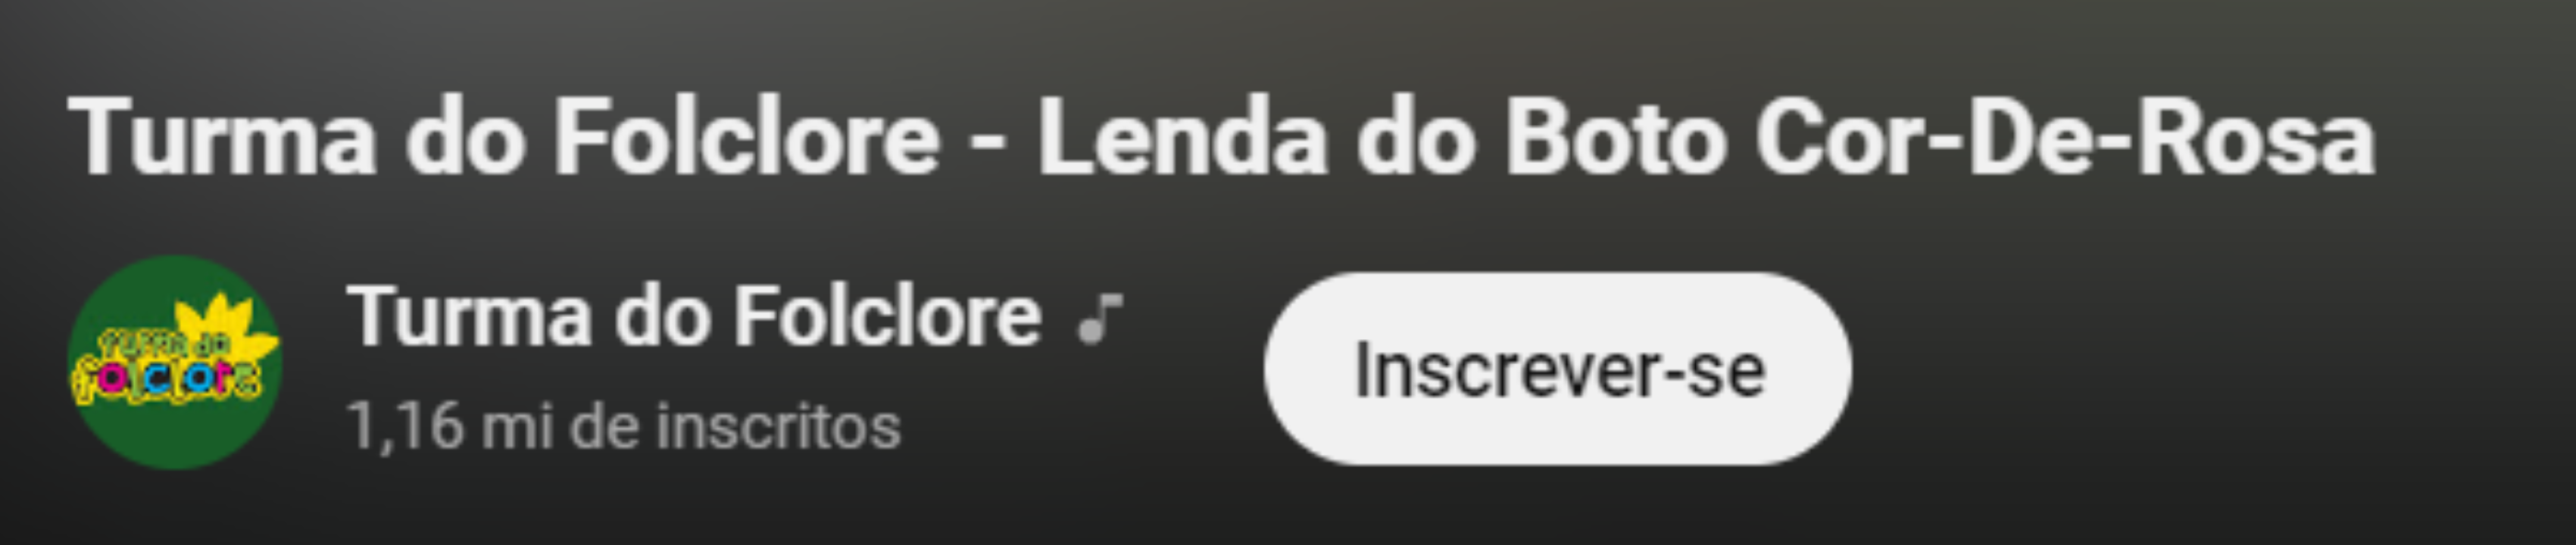 Turma do Folclore - Lenda do Boto Cor-De-Rosa
turma do
folclore
Turma do Folclore
1,16 mi de inscritos
Inscrever-se